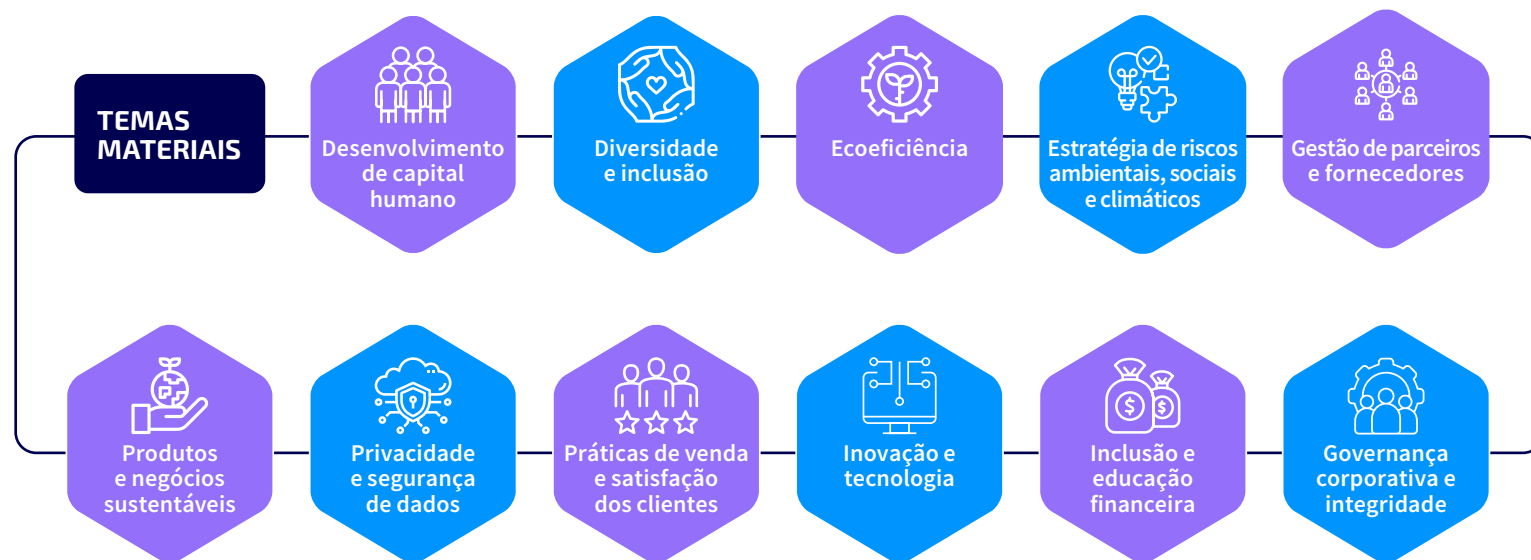 TEMAS
MATERIAIS
Desenvolvimento
de capital
humano
Diversidade
e inclusão
Ecoeficiência
Estratégia de riscos
ambientais, sociais
e climáticos
Gestão de parceiros
e fornecedores
Produtos
e negócios
sustentáveis
Privacidade
e segurança
de dados
Práticas de venda
e satisfação
dos clientes
Inovação e
tecnologia
Inclusão e
educação
financeira
Governança
corporativa e
integridade